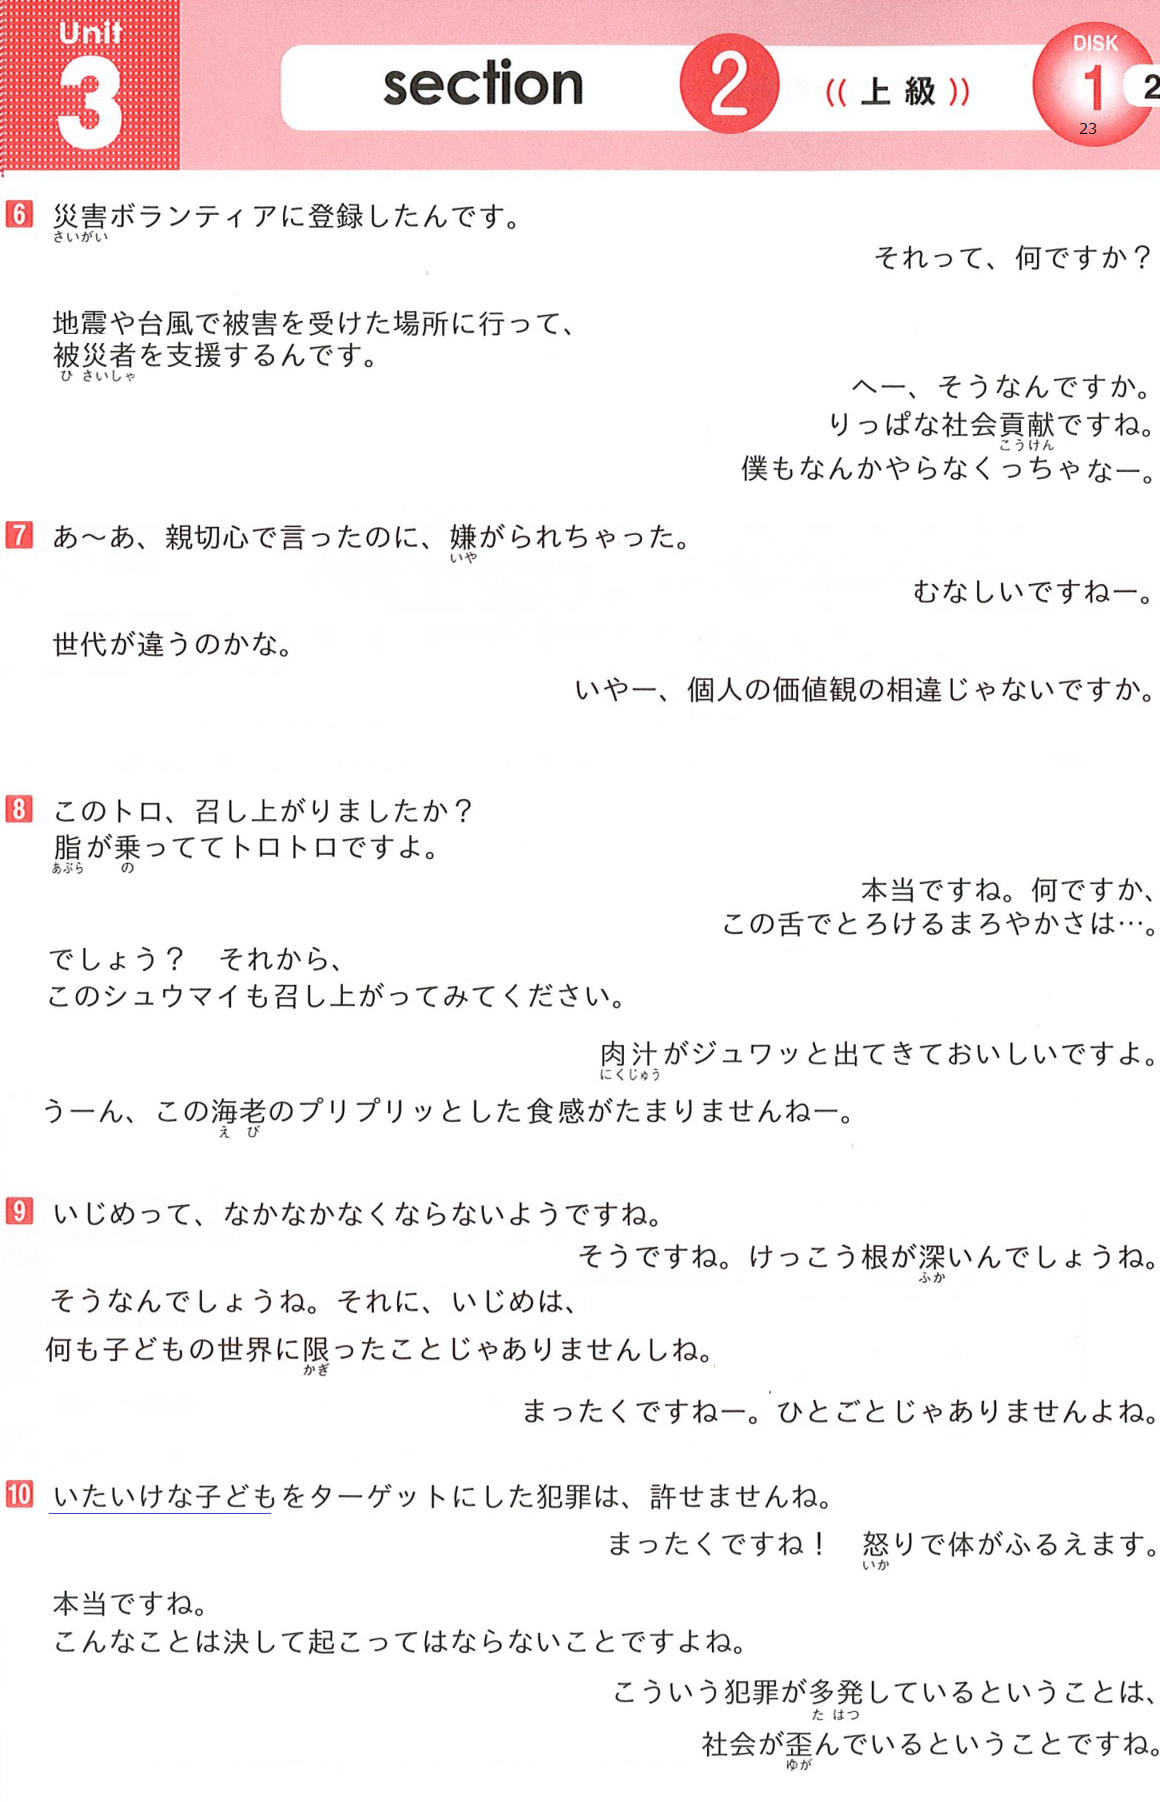 Unit
3
section 2 《上級》
DISK
1
2
23
6 災害ボランティアに登録したんです。
さいがい
それって、何ですか？
地震や台風で被害を受けた場所に行って、
被災者を支援するんです。
ひ さいしゃ
へー、そうなんですか。
りっぱな社会貢献ですね。
こうけん
僕もなんかやらなくっちゃなー。
7 あ〜あ、親切心で言ったのに、嫌がられちゃった。
いや
むなしいですねー。
世代が違うのかな。
いやー、個人の価値観の相違じゃないですか。
8 このトロ、召し上がりましたか？
脂が乗っててトロトロですよ。
あぶら の
本当ですね。何ですか、
この舌でとろけるまろやかさは…。
でしょう？ それから、
このシュウマイも召し上がってみてください。
肉汁がジュワッと出てきておいしいですよ。
にくじゅう
うーん、この海老のプリプリッとした食感がたまりませんねー。
え び
9 いじめって、なかなかなくならないようですね。
そうですね。けっこう根が深いんでしょうね。
ふか
そうなんでしょうね。それに、いじめは、
何も子どもの世界に限ったことじゃありませんしね。
かぎ
まったくですねー。ひとごとじゃありませんよね。
10 いたいけな子どもをターゲットにした犯罪は、許せませんね。
まったくですね！ 怒りで体がふるえます。
いか
本当ですね。
こんなことは決して起こってはならないことですよね。
こういう犯罪が多発しているということは、
た はつ
社会が歪んでいるということですね。
ゆが